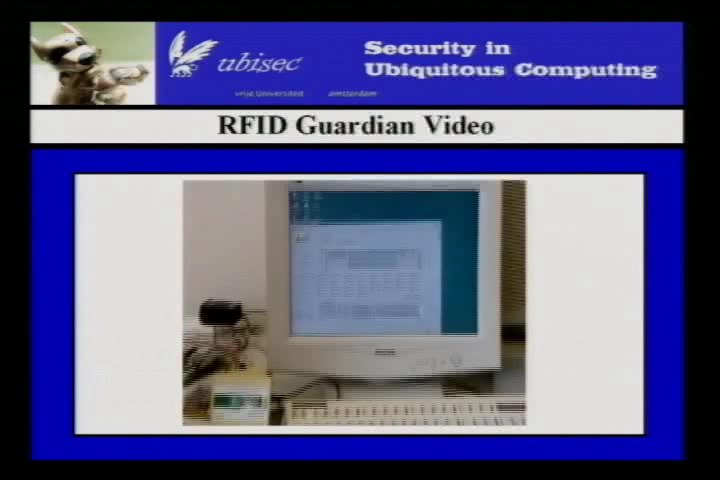 ubisec
Security in
Ubiquitous Computing
vrije Universiteit amsterdam
RFID Guardian Video